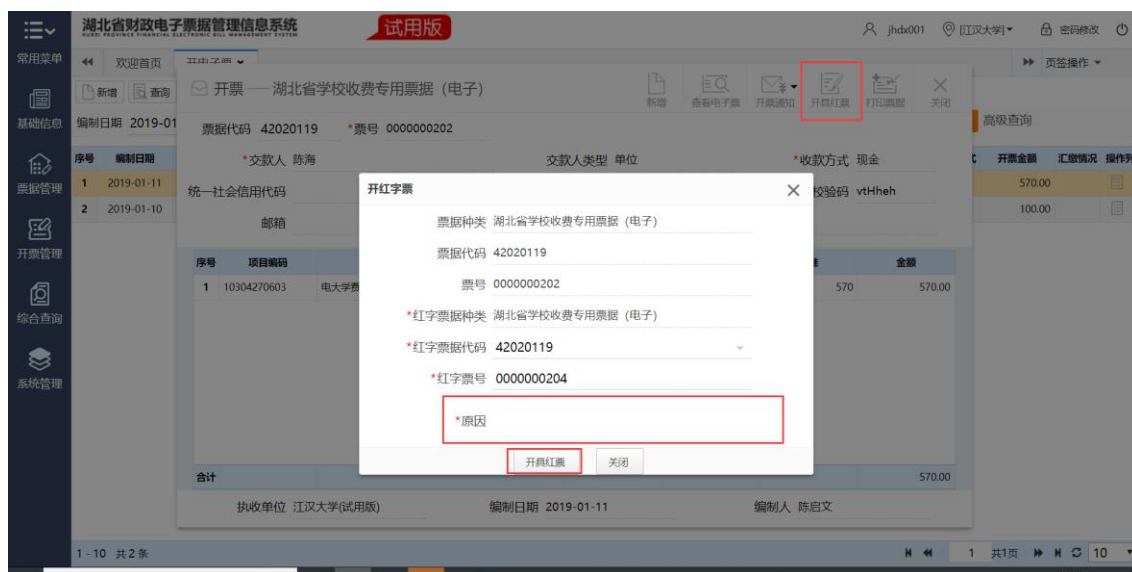 湖北省财政电子票据管理信息系统
HUBEI PROVINCE FINANCIAL ELECTRONIC BILL MANAGEMENT SYSTEM
试用版
jhdx001 [江汉大学] 密码修改
常用菜单 欢迎首页 开电子票 页签操作
新增 查询 开票 — 湖北省学校收费专用票据（电子） 新增 查看电子票 开票通知 开具红票 打印票据 关闭
基础信息 编制日期 2019-01 高级查询
票据代码 42020119 *票号 0000000202
序号 编制日期 *交款人 陈海 交款人类型 单位 *收款方式 现金 开票金额 汇缴情况 操作列
票据管理 1 2019-01-11 统一社会信用代码 校验码 vtHheh 570.00
2 2019-01-10 邮箱 100.00
开票管理
序号 项目编码 金额
1 10304270603 电大学费 570 570.00
综合查询
系统管理
开红字票
票据种类 湖北省学校收费专用票据（电子）
票据代码 42020119
票号 0000000202
*红字票据种类 湖北省学校收费专用票据（电子）
*红字票据代码 42020119
*红字票号 0000000204
*原因
开具红票 关闭
合计 570.00
执收单位 江汉大学(试用版) 编制日期 2019-01-11 编制人 陈启文
1 - 10 共2条 1 共1页 10